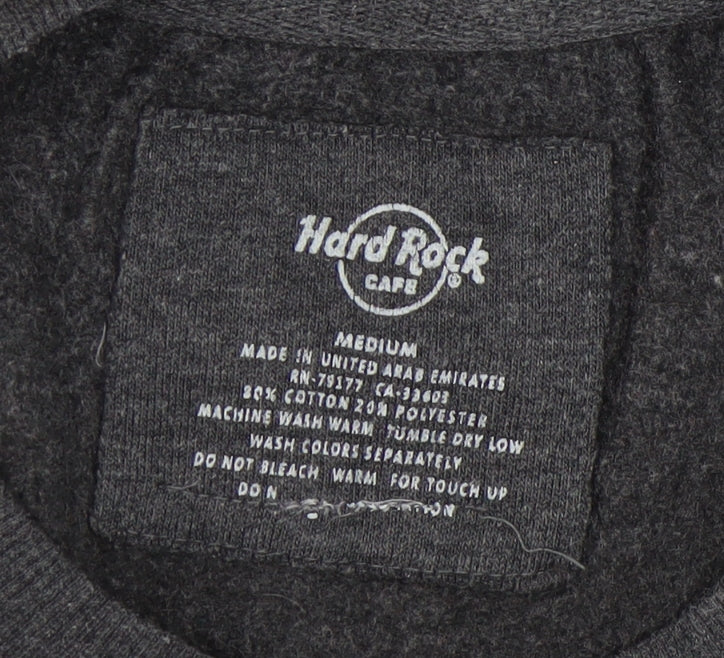 Hard Rock
CAFE
®
MEDIUM
MADE IN UNITED ARAB EMIRATES
RN-79177 CA-33603
80% COTTON 20% POLYESTER
MACHINE WASH WARM TUMBLE DRY LOW
WASH COLORS SEPARATELY
DO NOT BLEACH WARM FOR TOUCH UP
DO